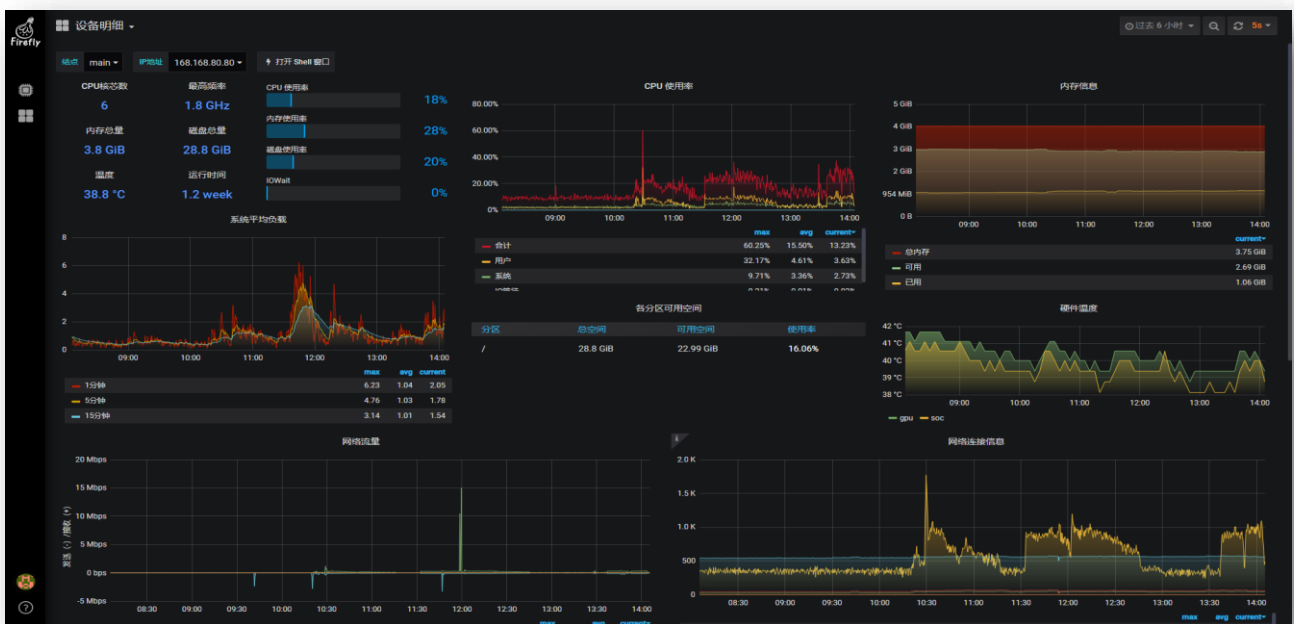 Firefly
设备明细
过去 6 小时
5s
结点 main IP地址 168.168.80.80 打开 Shell 窗口
CPU核芯数 最高频率
6 1.8 GHz
内存总量 磁盘总量
3.8 GiB 28.8 GiB
温度 运行时间
38.8 °C 1.2 week
CPU 使用率
18%
内存使用率
28%
磁盘使用率
20%
IOWait
0%
CPU 使用率
80.00%
60.00%
40.00%
20.00%
0%
09:00 10:00 11:00 12:00 13:00 14:00
max avg current
合计 60.25% 15.50% 13.23%
用户 32.17% 4.61% 3.63%
系统 9.71% 3.36% 2.73%
内存信息
5 GiB
4 GiB
3 GiB
2 GiB
954 MiB
0 B
09:00 10:00 11:00 12:00 13:00 14:00
current
总内存 3.75 GiB
可用 2.69 GiB
已用 1.06 GiB
系统平均负载
8
6
4
2
0
09:00 10:00 11:00 12:00 13:00 14:00
max avg current
1分钟 6.23 1.04 2.05
5分钟 4.76 1.03 1.78
15分钟 3.14 1.01 1.54
各分区可用空间
分区 总空间 可用空间 使用率
/ 28.8 GiB 22.99 GiB 16.06%
硬件温度
42 °C
41 °C
40 °C
39 °C
38 °C
09:00 10:00 11:00 12:00 13:00 14:00
gpu soc
网络流量
发送 (-) /接收 (+)
20 Mbps
15 Mbps
10 Mbps
5 Mbps
0 bps
-5 Mbps
08:30 09:00 09:30 10:00 10:30 11:00 11:30 12:00 12:30 13:00 13:30 14:00
max avg current
网络连接信息
2.0 K
1.5 K
1.0 K
500
0
08:30 09:00 09:30 10:00 10:30 11:00 11:30 12:00 12:30 13:00 13:30 14:00
max avg current